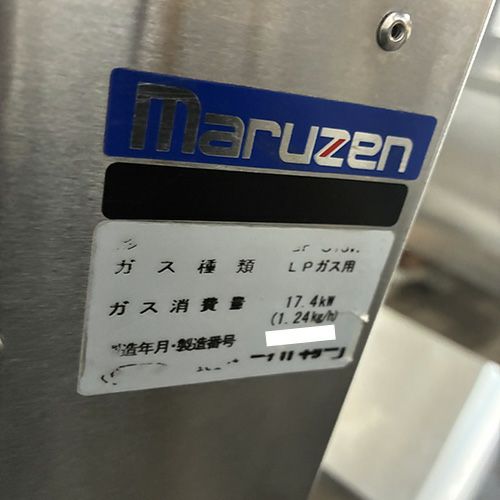 maruzen
ガス種類 LPガス用
ガス消費量 17.4kW
(1.24kg/h)
造年月・製造番号